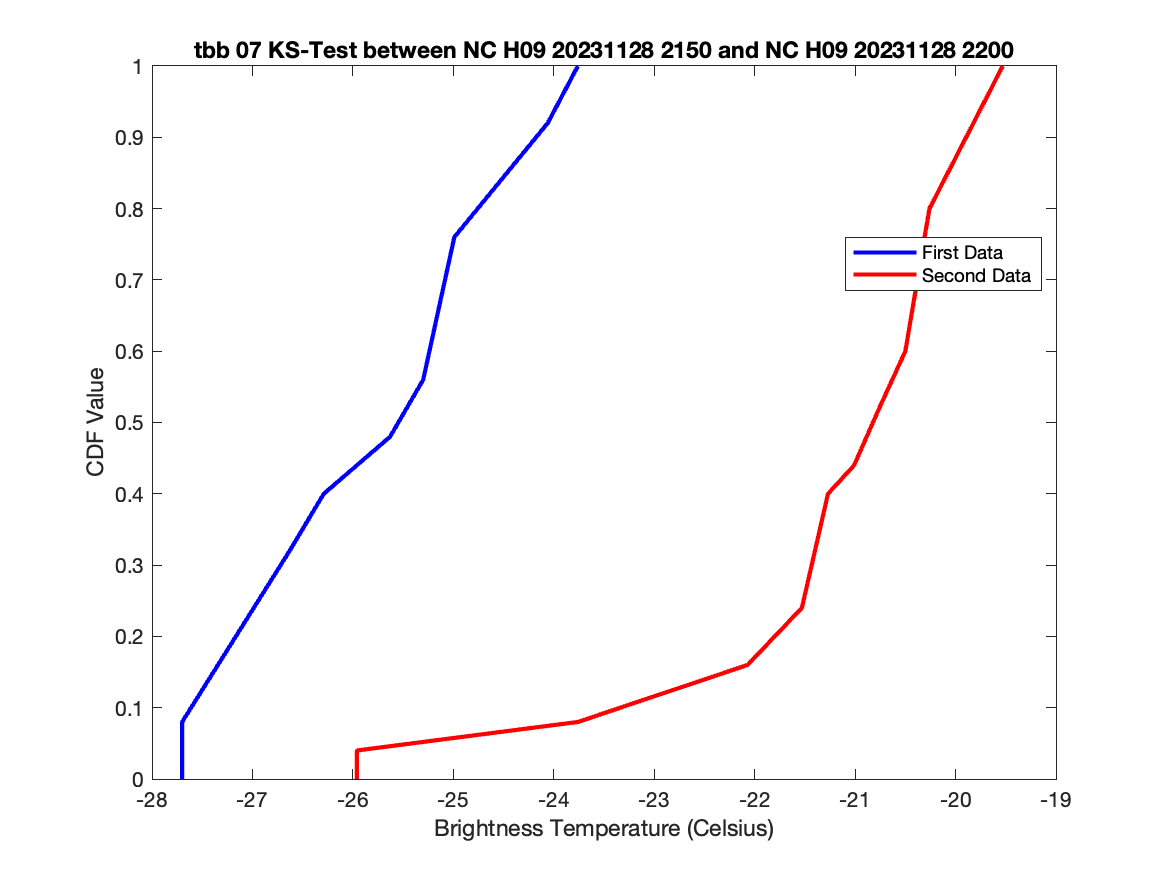 tbb 07 KS-Test between NC H09 20231128 2150 and NC H09 20231128 2200
1
0.9
0.8
0.7
0.6
0.5
0.4
0.3
0.2
0.1
0
CDF Value
First Data
Second Data
-28 -27 -26 -25 -24 -23 -22 -21 -20 -19
Brightness Temperature (Celsius)